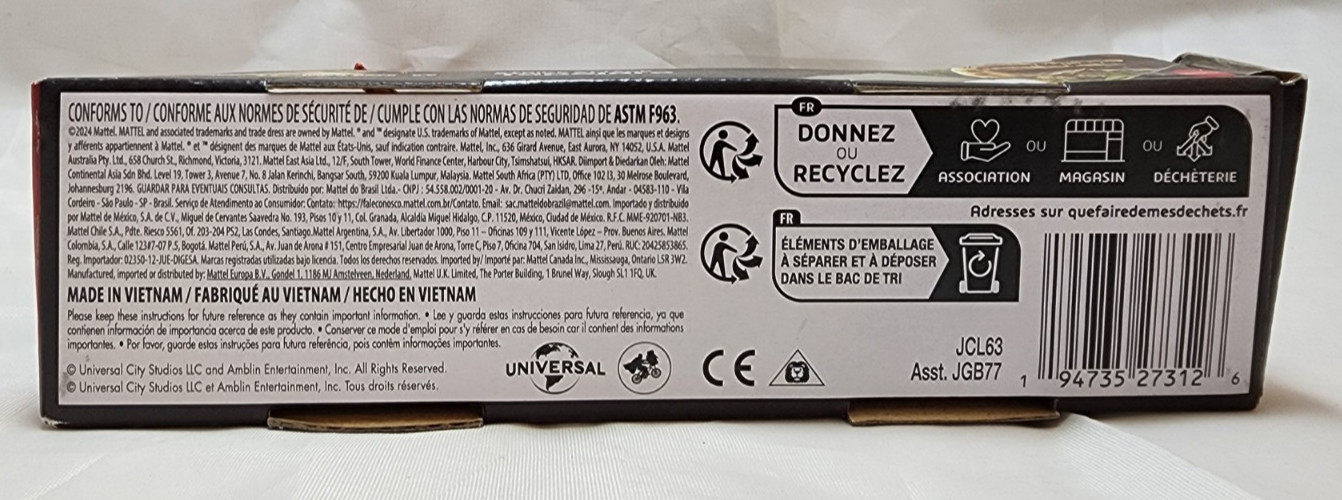 CONFORMS TO / CONFORME AUX NORMES DE SÉCURITÉ DE / CUMPLE CON LAS NORMAS DE SEGURIDAD DE ASTM F963.
©2024 Mattel. MATTEL and associated trademarks and trade dress are owned by Mattel. ® and ™ designate U.S. trademarks of Mattel, except as noted. MATTEL ainsi que les marques et designs
y afférents appartiennent à Mattel. ® et ™ désignent des marques de Mattel aux États-Unis, sauf indication contraire. Mattel, Inc., 636 Girard Avenue, East Aurora, NY 14052, U.S.A. Mattel
Australia Pty. Ltd., 658 Church St., Richmond, Victoria, 3121. Mattel East Asia Ltd., 12/F, South Tower, World Finance Center, Harbour City, Tsimshatsui, HKSAR. Diimport & Diedarkan Oleh: Mattel
Continental Asia Sdn Bhd. Level 19, Tower 3, Avenue 7, No. 8 Jalan Kerinchi, Bangsar South, 59200 Kuala Lumpur, Malaysia. Mattel South Africa (PTY) LTD, Office 102 I3, 30 Melrose Boulevard,
Johannesburg 2196. GUARDAR PARA EVENTUAIS CONSULTAS. Distribuído por: Mattel do Brasil Ltda.- CNPJ : 54.558.002/0001-20 - Av. Dr. Chucri Zaidan, 296 -15º. Andar - 04583-110 - Vila
Cordeiro - São Paulo - SP - Brasil. Serviço de Atendimento ao Consumidor: Contato: https://faleconosco.mattel.com.br/Contato. Email: sac.matteldobrazil@mattel.com. Importado y distribuido
por Mattel de México, S.A. de C.V., Miguel de Cervantes Saavedra No. 193, Pisos 10 y 11, Col. Granada, Alcaldía Miguel Hidalgo, C.P. 11520, México, Ciudad de México. R.F.C. MME-920701-NB3.
Mattel Chile S.A., Pdte. Riesco 5561, Of. 203-204 PS2, Las Condes, Santiago. Mattel Argentina, S.A., Av. Libertador 1000, Piso 11 – Oficinas 109 y 111, Vicente López – Prov. Buenos Aires. Mattel
Colombia, S.A., Calle 123#7-07 P.5, Bogotá. Mattel Perú, S.A., Av. Juan de Arona # 151, Centro Empresarial Juan de Arona, Torre C, Piso 7, Oficina 704, San Isidro, Lima 27, Perú. RUC: 20425853865.
Reg. Importador: 02350-12-JUE-DIGESA. Marcas registradas utilizadas bajo licencia. Todos los derechos reservados. Imported by/ Importé par: Mattel Canada Inc., Mississauga, Ontario L5R 3W2.
Manufactured, imported or distributed by: Mattel Europa B.V., Gondel 1, 1186 MJ Amstelveen, Nederland. Mattel U.K. Limited, The Porter Building, 1 Brunel Way, Slough SL1 1FQ, UK.
MADE IN VIETNAM / FABRIQUÉ AU VIETNAM / HECHO EN VIETNAM
Please keep these instructions for future reference as they contain important information. • Lee y guarda estas instrucciones para futura referencia, ya que
contienen información de importancia acerca de este producto. • Conserver ce mode d'emploi pour s'y référer en cas de besoin car il contient des informations
importantes. • Por favor, guarde estas instruções para futura referência, pois contêm informações importantes.
© Universal City Studios LLC and Amblin Entertainment, Inc. All Rights Reserved.
© Universal City Studios LLC et Amblin Entertainment, Inc. Tous droits réservés.
UNIVERSAL
CE
FR
DONNEZ
OU
RECYCLEZ
ASSOCIATION
OU
MAGASIN
OU
DÉCHÈTERIE
Adresses sur quefairedemesdechets.fr
FR
ÉLÉMENTS D'EMBALLAGE
À SÉPARER ET À DÉPOSER
DANS LE BAC DE TRI
JCL63
Asst. JGB77
1 94735 27312 6